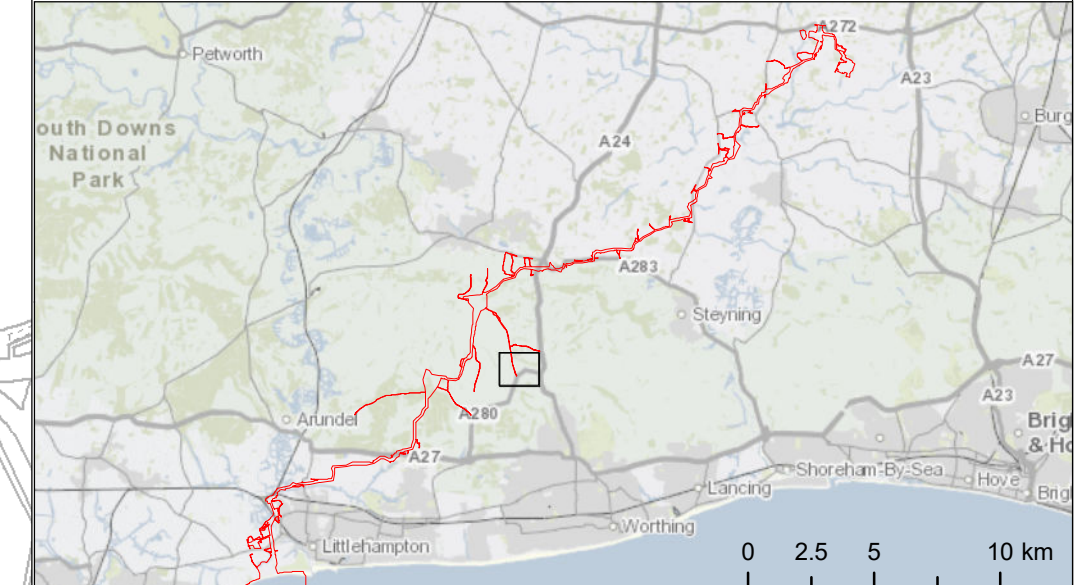 A272
Petworth
A23
Burg
outh Downs
National
Park
A24
A283
Steyning
A27
A23
Arundel
A280
Brig
& Ho
A27
Shoreham-By-Sea
Hove
Lancing
Brig
Worthing
Littlehampton
0 2.5 5 10 km